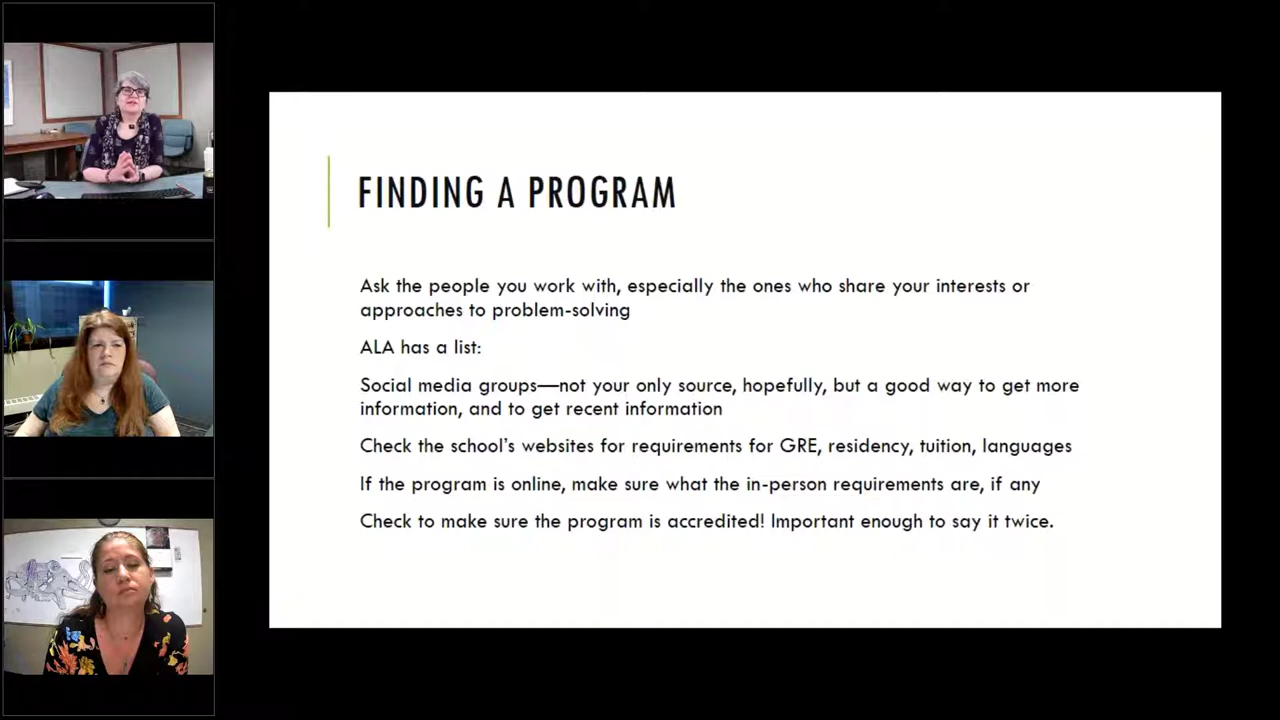 FINDING A PROGRAM
Ask the people you work with, especially the ones who share your interests or
approaches to problem-solving
ALA has a list:
Social media groups—not your only source, hopefully, but a good way to get more
information, and to get recent information
Check the school's websites for requirements for GRE, residency, tuition, languages
If the program is online, make sure what the in-person requirements are, if any
Check to make sure the program is accredited! Important enough to say it twice.